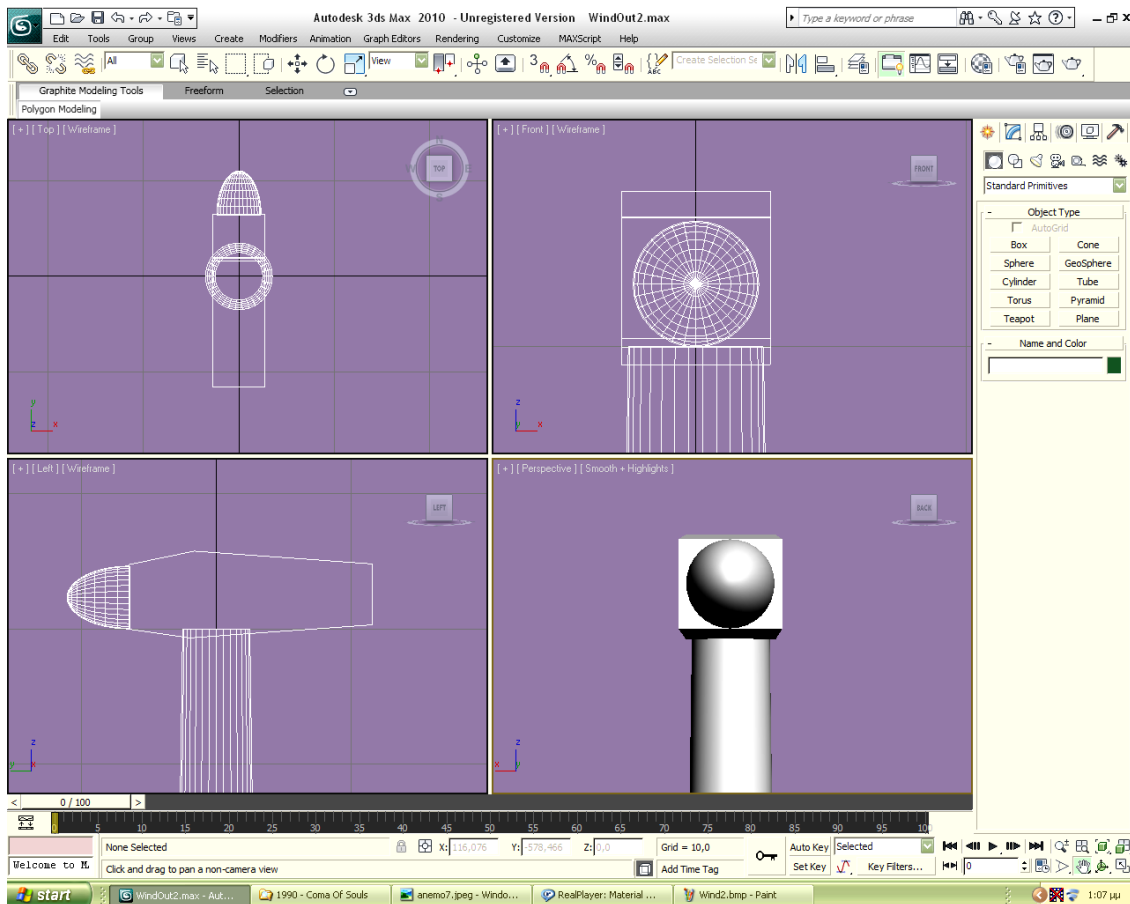 Autodesk 3ds Max 2010 - Unregistered Version WindOut2.max
Type a keyword or phrase
Edit Tools Group Views Create Modifiers Animation Graph Editors Rendering Customize MAXScript Help
All
View
3
ABC
Create Selection Se
Graphite Modeling Tools Freeform Selection
Polygon Modeling
[ + ] [ Top ] [ Wireframe ]
TOP
y
z
x
[ + ] [ Front ] [ Wireframe ]
FRONT
z
x
[ + ] [ Left ] [ Wireframe ]
LEFT
z
[ + ] [ Perspective ] [ Smooth + Highlights ]
BACK
z
x
Standard Primitives
- Object Type
AutoGrid
Box Cone
Sphere GeoSphere
Cylinder Tube
Torus Pyramid
Teapot Plane
- Name and Color
< 0 / 100 >
0 5 10 15 20 25 30 35 40 45 50 55 60 65 70 75 80 85 90 95 100
None Selected X: 116,076 Y: -578,466 Z: 0,0 Grid = 10,0 Auto Key Selected
Welcome to M. Click and drag to pan a non-camera view Add Time Tag Set Key Key Filters... 0
start WindOut2.max - Aut... 1990 - Coma Of Souls anemo7.jpeg - Windo... RealPlayer: Material ... Wind2.bmp - Paint 1:07 μμ